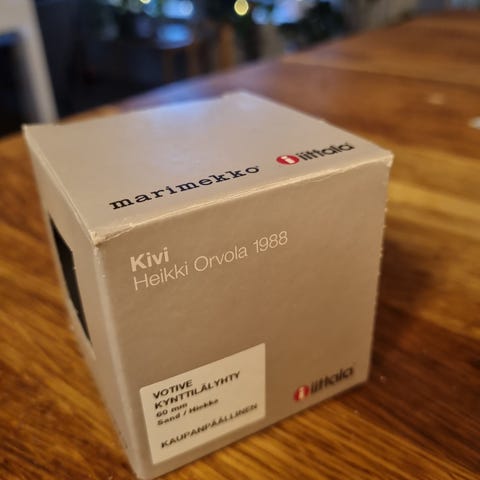 marimekko iittala
Kivi
Heikki Orvola 1988
VOTIVE
KYNTTILÄLYHTY
60 mm
Sand / Hiekka
KAUPANPÄÄLLINEN
iittala